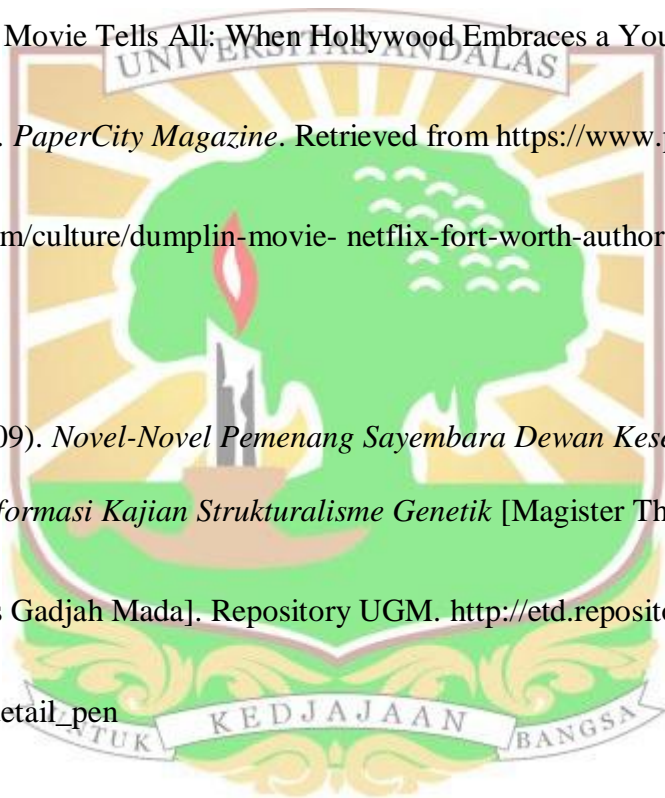 Movie Tells All: When Hollywood Embraces a You
UNIVERSITAS ANDALAS
. PaperCity Magazine. Retrieved from https://www.p
m/culture/dumplin-movie- netflix-fort-worth-author
09). Novel-Novel Pemenang Sayembara Dewan Kese
formasi Kajian Strukturalisme Genetik [Magister Th
s Gadjah Mada]. Repository UGM. http://etd.reposito
etail_pen
UNTUK KEDJAJAAN BANGSA